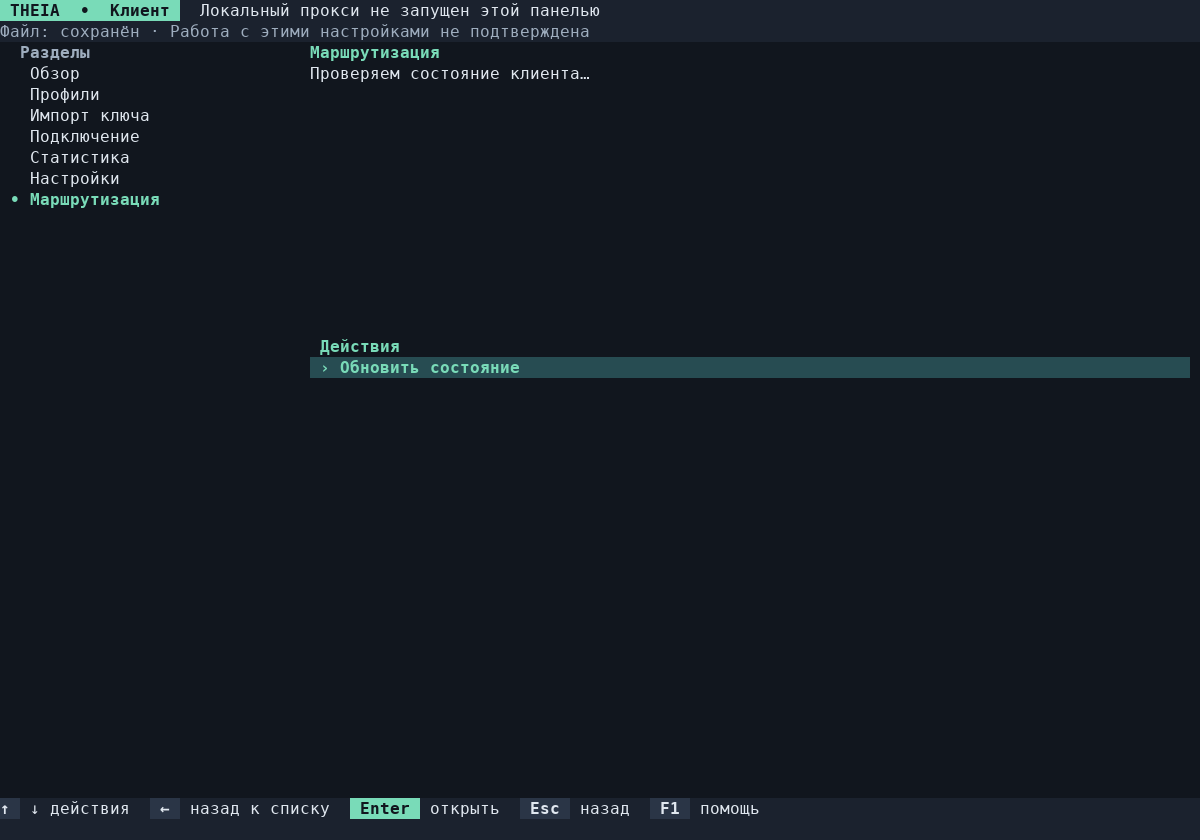 THEIA • Клиент Локальный прокси не запущен этой панелью
Файл: сохранён · Работа с этими настройками не подтверждена
Разделы
Обзор
Профили
Импорт ключа
Подключение
Статистика
Настройки
• Маршрутизация
Маршрутизация
Проверяем состояние клиента…
Действия
› Обновить состояние
↑ ↓ действия ← назад к списку Enter открыть Esc назад F1 помощь